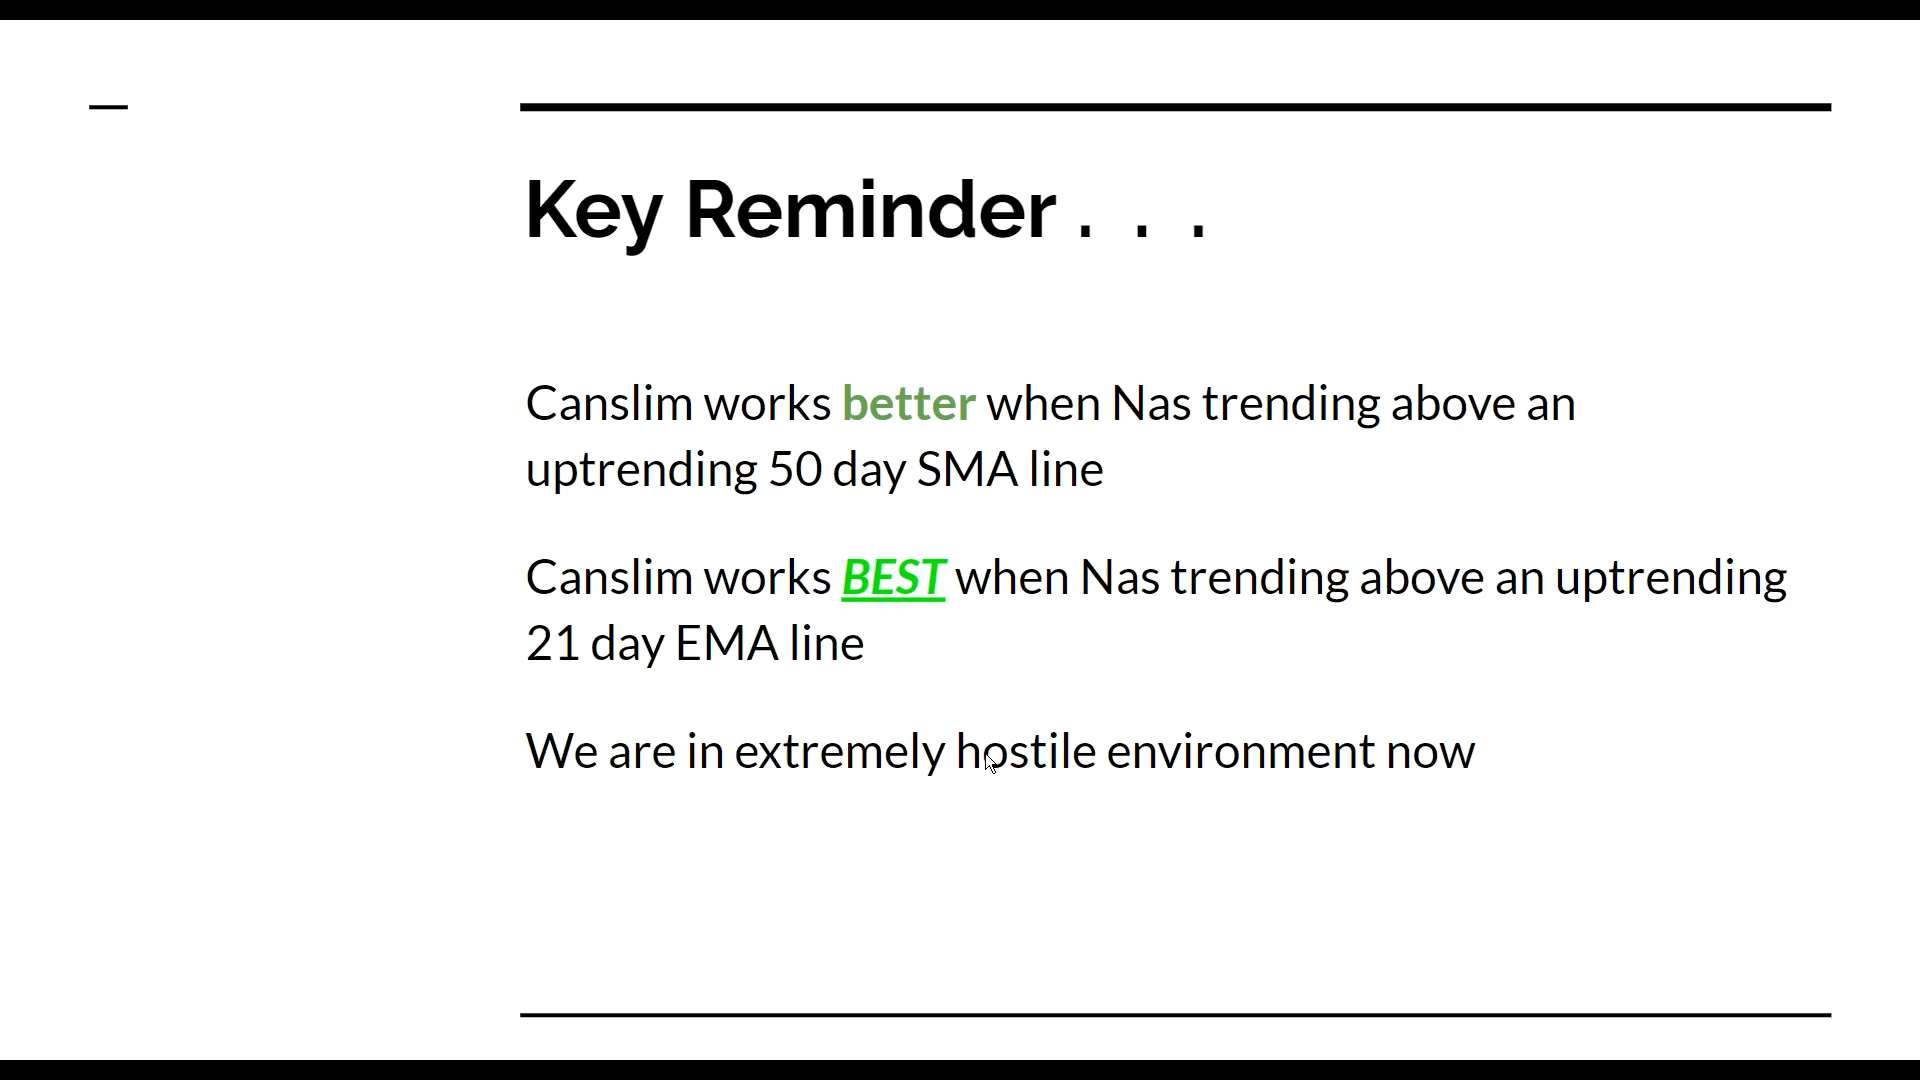 Key Reminder . . .
Canslim works better when Nas trending above an
uptrending 50 day SMA line
Canslim works BEST when Nas trending above an uptrending
21 day EMA line
We are in extremely hostile environment now